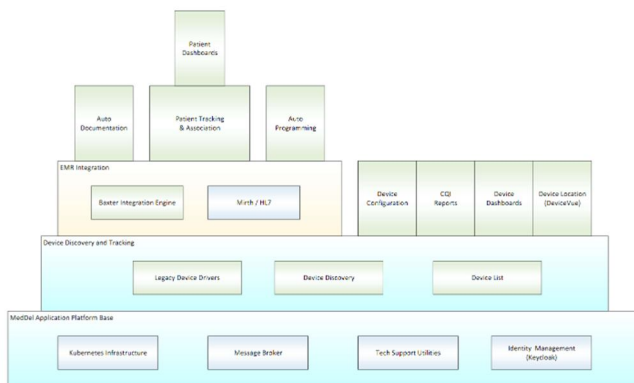 Patient
Dashboards
Auto
Documentation
Patient Tracking
& Association
Auto
Programming
EMR Integration
Baxter Integration Engine
Mirth / HL7
Device
Configuration
CQI
Reports
Device
Dashboards
Device Location
(DeviceVue)
Device Discovery and Tracking
Legacy Device Drivers
Device Discovery
Device List
MedDel Application Platform Base
Kubernetes Infrastructure
Message Broker
Tech Support Utilities
Identity Management
(Keycloak)